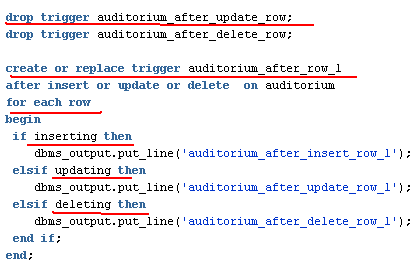 drop trigger auditorium_after_update_row;
drop trigger auditorium_after_delete_row;
create or replace trigger auditorium_after_row_1
after insert or update or delete  on auditorium
for each row
begin
 if inserting then
    dbms_output.put_line('auditorium_after_insert_row_1');
 elsif updating then
    dbms_output.put_line('auditorium_after_update_row_1');
 elsif deleting then
    dbms_output.put_line('auditorium_after_delete_row_1');
 end if;
end;